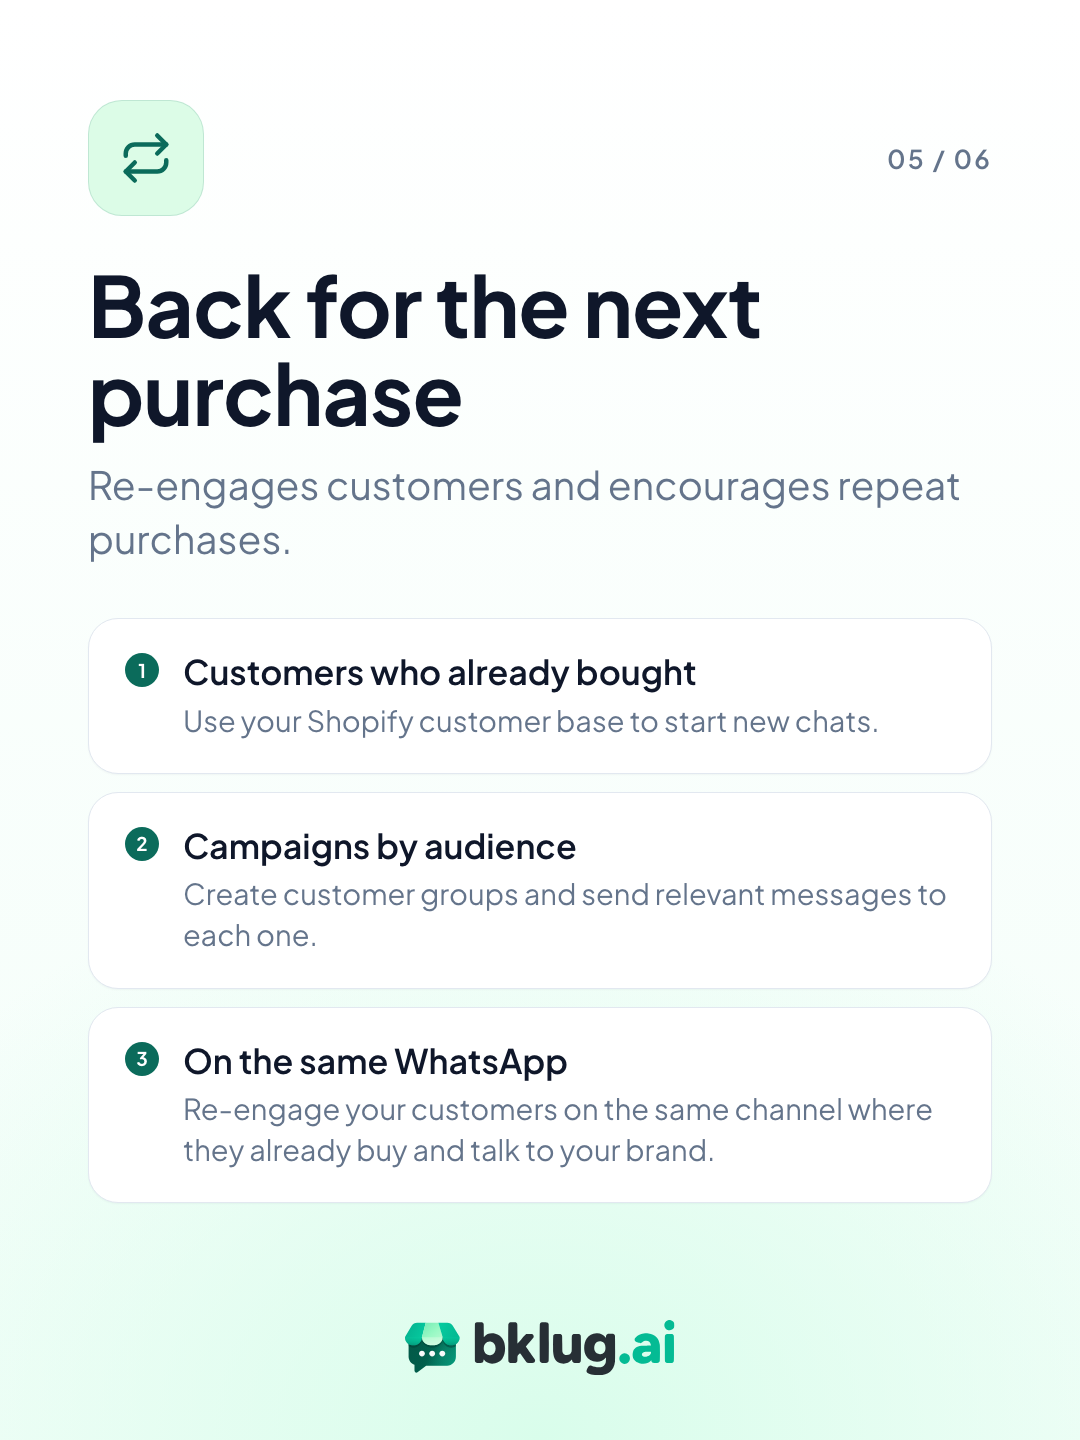 05 / 06
Back for the next
purchase
Re-engages customers and encourages repeat
purchases.
1 Customers who already bought
Use your Shopify customer base to start new chats.
2 Campaigns by audience
Create customer groups and send relevant messages to
each one.
3 On the same WhatsApp
Re-engage your customers on the same channel where
they already buy and talk to your brand.
bklug.ai